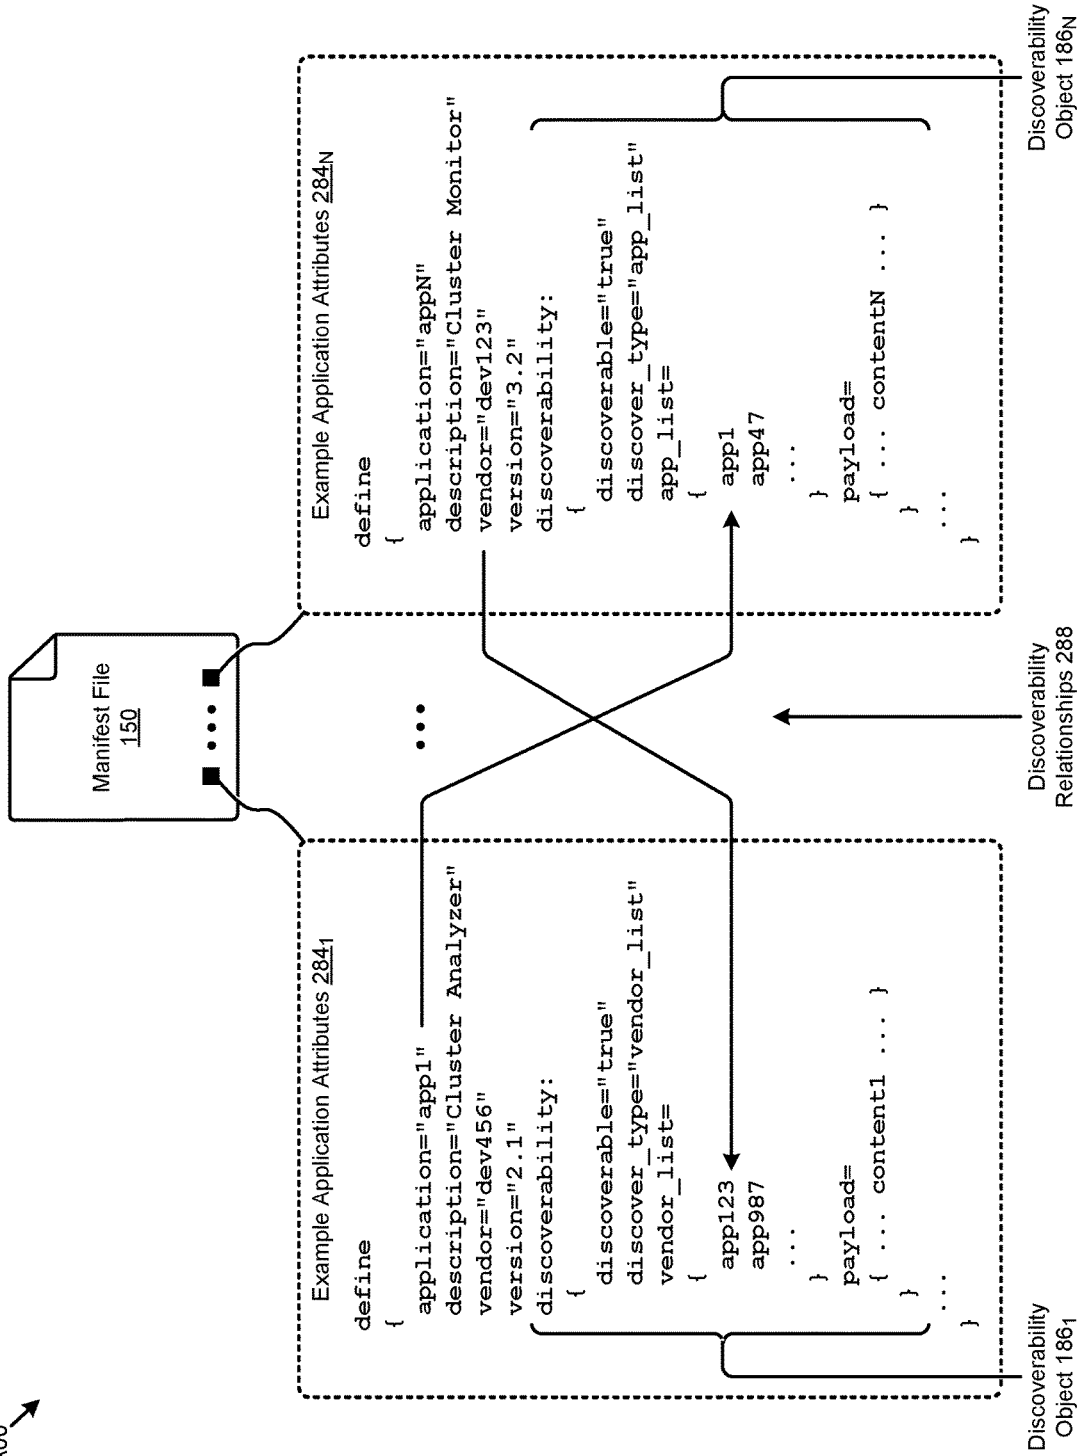 Manifest File
150
Example Application Attributes 284₁
define
{
application="app1"
description="Cluster Analyzer"
vendor="dev456"
version="2.1"
discoverability:
{
discoverable="true"
discover_type="vendor_list"
vendor_list=
{
app123
app987
...
}
payload=
{ ... content1 ... }
}
...
}
Discoverability
Object 186₁
...
Discoverability
Relationships 288
Example Application Attributes 284N
define
{
application="appN"
description="Cluster Monitor"
vendor="dev123"
version="3.2"
discoverability:
{
discoverable="true"
discover_type="app_list"
app_list=
{
app1
app47
...
}
payload=
{ ... contentN ... }
}
...
}
Discoverability
Object 186N